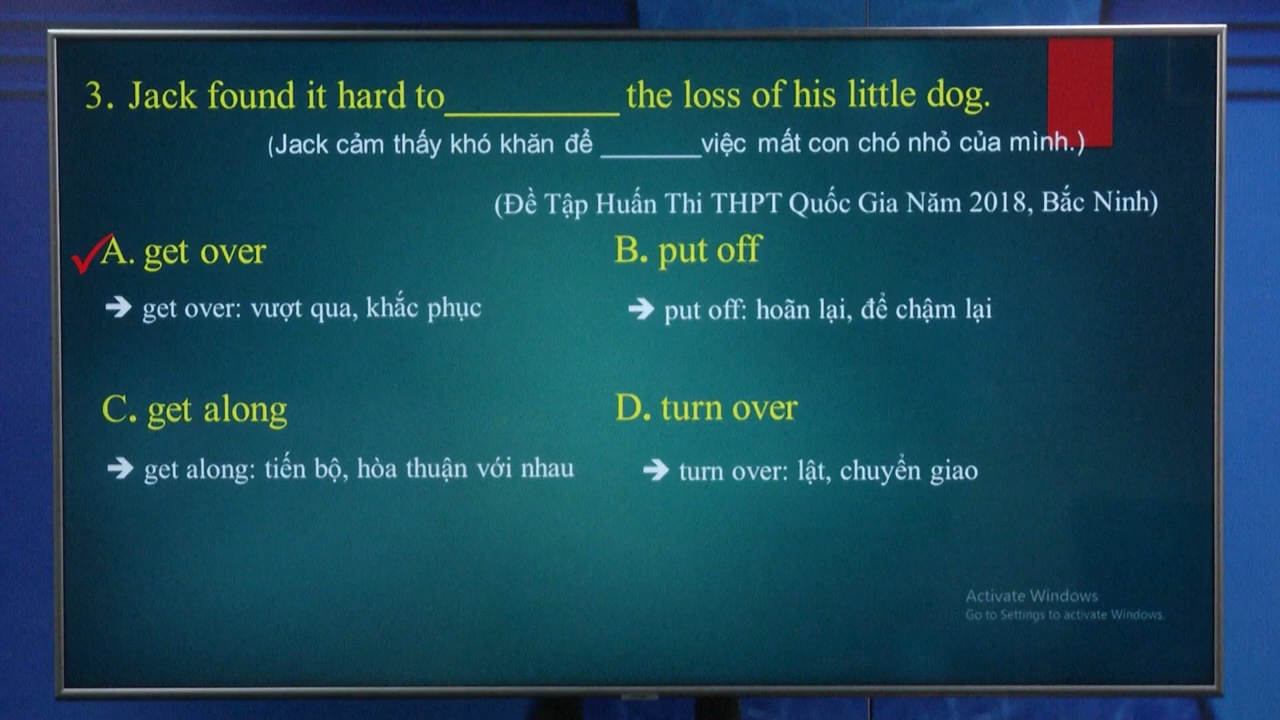 3. Jack found it hard to_________ the loss of his little dog.
(Jack cảm thấy khó khăn để _______việc mất con chó nhỏ của mình.)
(Đề Tập Huấn Thi THPT Quốc Gia Năm 2018, Bắc Ninh)
A. get over
B. put off
➔ get over: vượt qua, khắc phục
➔ put off: hoãn lại, để chậm lại
C. get along
D. turn over
➔ get along: tiến bộ, hòa thuận với nhau
➔ turn over: lật, chuyển giao
Activate Windows
Go to Settings to activate Windows.